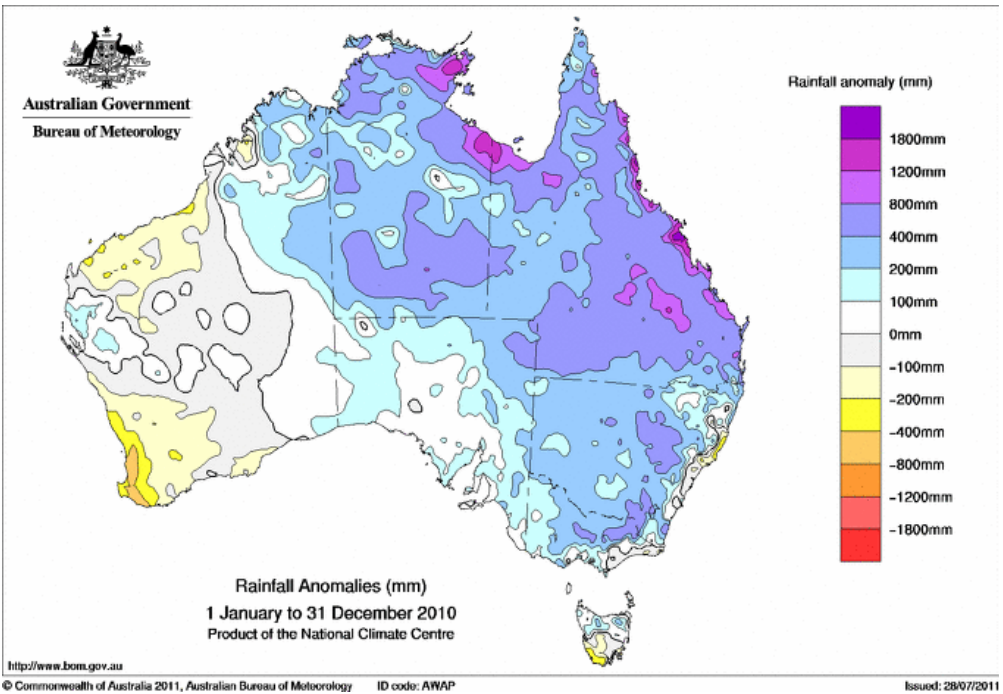 Australian Government
Bureau of Meteorology
Rainfall anomaly (mm)
1800mm
1200mm
800mm
400mm
200mm
100mm
0mm
-100mm
-200mm
-400mm
-800mm
-1200mm
-1800mm
Rainfall Anomalies (mm)
1 January to 31 December 2010
Product of the National Climate Centre
http://www.bom.gov.au
© Commonwealth of Australia 2011, Australian Bureau of Meteorology ID code: AWAP Issued: 28/07/2011